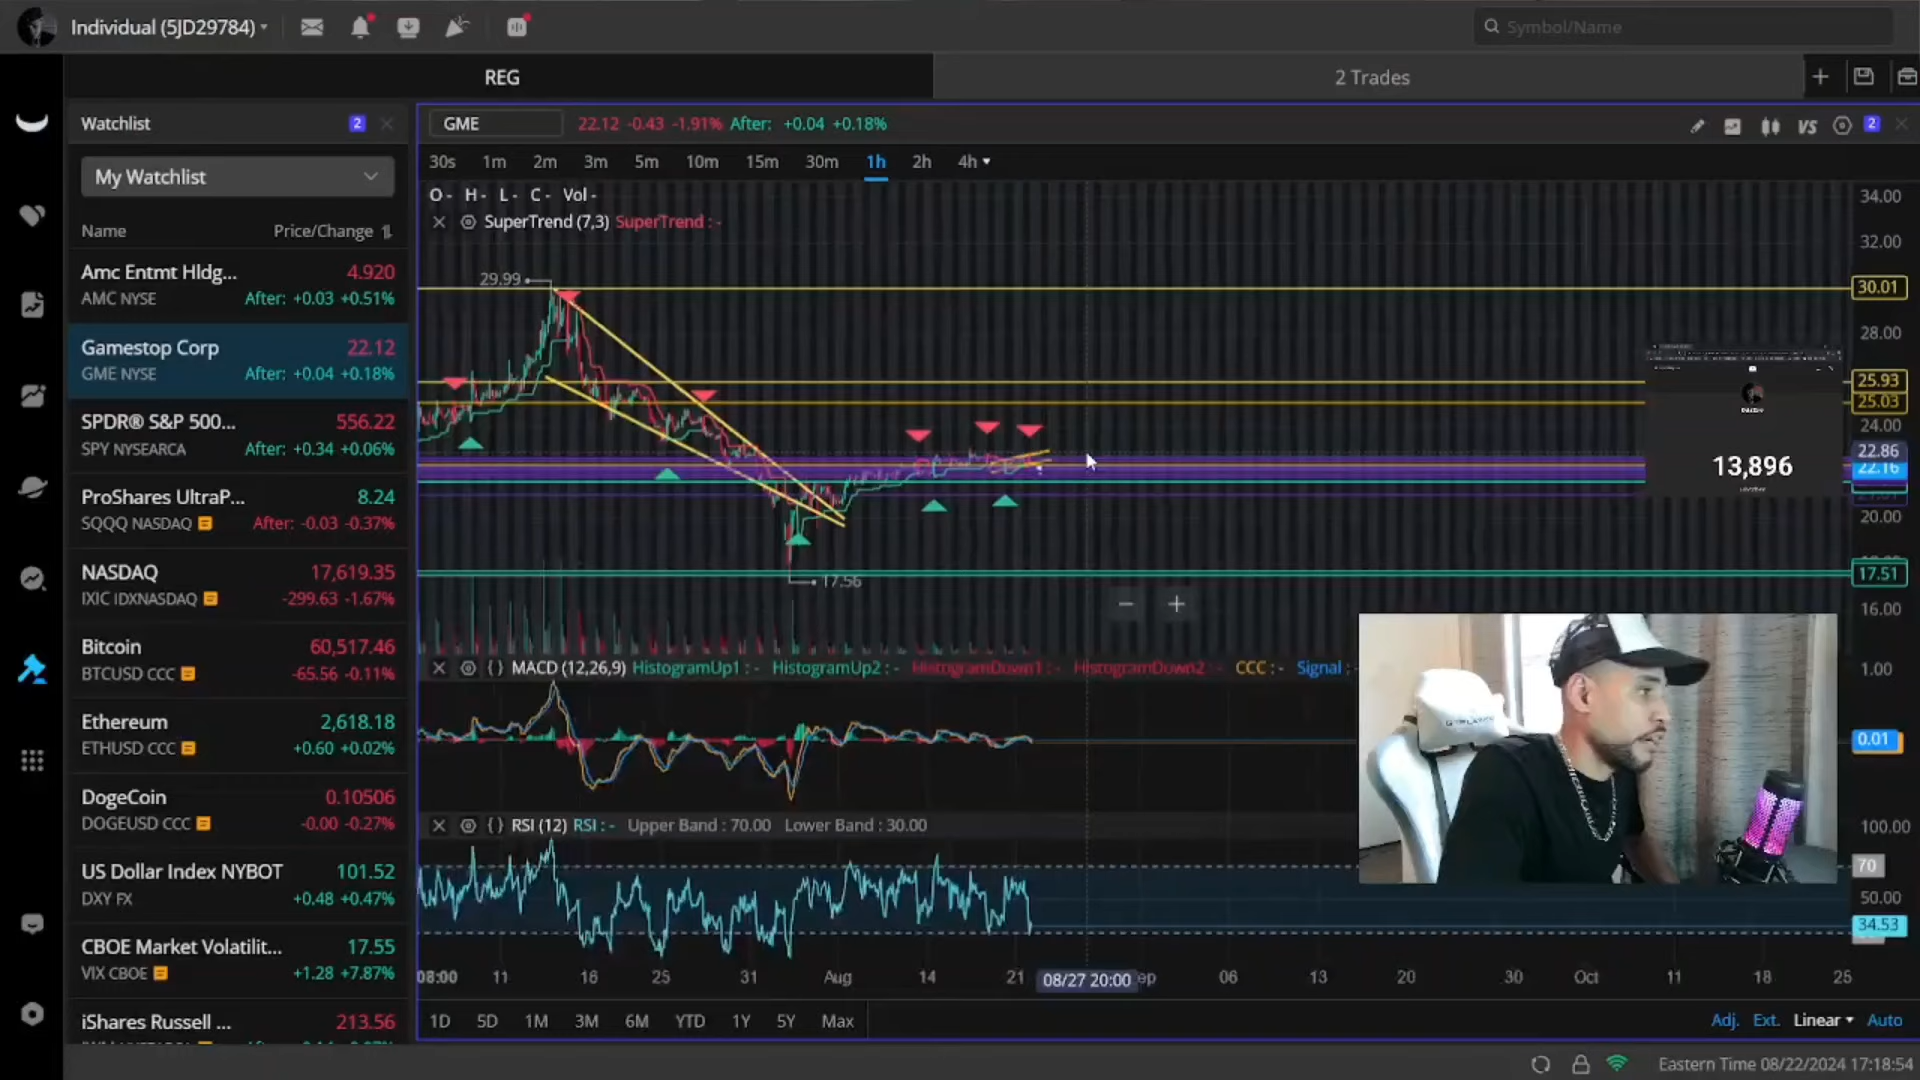 Individual (5JD29784)
Symbol/Name
REG
2 Trades
Watchlist
2
My Watchlist
Name
Price/Change
Amc Entmt Hldg...
4.920
AMC NYSE
After: +0.03 +0.51%
Gamestop Corp
22.12
GME NYSE
After: +0.04 +0.18%
SPDR® S&P 500...
556.22
SPY NYSEARCA
After: +0.34 +0.06%
ProShares UltraP...
8.24
SQQQ NASDAQ
After: -0.03 -0.37%
NASDAQ
17,619.35
IXIC IDXNASDAQ
-299.63 -1.67%
Bitcoin
60,517.46
BTCUSD CCC
-65.56 -0.11%
Ethereum
2,618.18
ETHUSD CCC
+0.60 +0.02%
DogeCoin
0.10506
DOGEUSD CCC
-0.00 -0.27%
US Dollar Index NYBOT
101.52
DXY FX
+0.48 +0.47%
CBOE Market Volatilit...
17.55
VIX CBOE
+1.28 +7.87%
iShares Russell ...
213.56
GME
22.12 -0.43 -1.91% After: +0.04 +0.18%
VS
2
30s 1m 2m 3m 5m 10m 15m 30m 1h 2h 4h
O - H - L - C - Vol -
SuperTrend (7,3) SuperTrend : -
29.99
17.56
34.00
32.00
30.01
28.00
25.93
25.03
24.00
22.86
22.16
20.00
17.51
16.00
13,896
MACD (12,26,9) HistogramUp1 : - HistogramUp2 : - HistogramDown1 : - HistogramDown2 : - CCC : - Signal :
1.00
0.01
RSI (12) RSI : - Upper Band : 70.00 Lower Band : 30.00
100.00
70
50.00
34.53
08:00 11 16 25 31 Aug 14 21 08/27 20:00 ep 06 13 20 30 Oct 11 18 25
1D 5D 1M 3M 6M YTD 1Y 5Y Max
Adj. Ext. Linear Auto
Eastern Time 08/22/2024 17:18:54